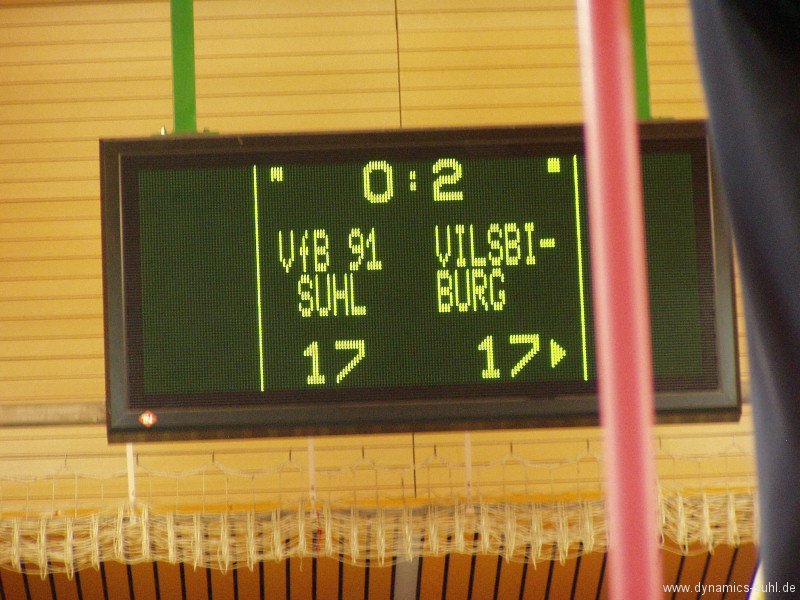 0:2
VfB 91 VILSBI-
SUHL BURG
17 17
www.dynamics-suhl.de